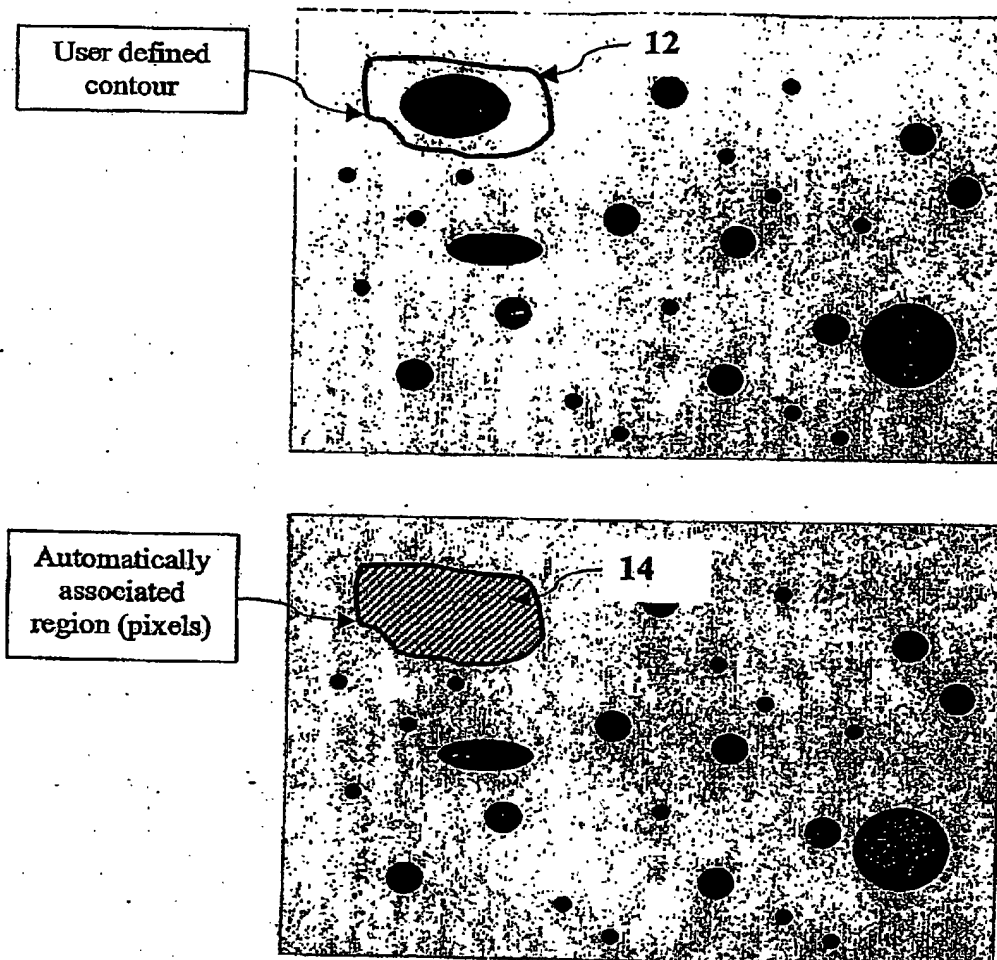 User defined
contour
12
Automatically
associated
region (pixels)
14